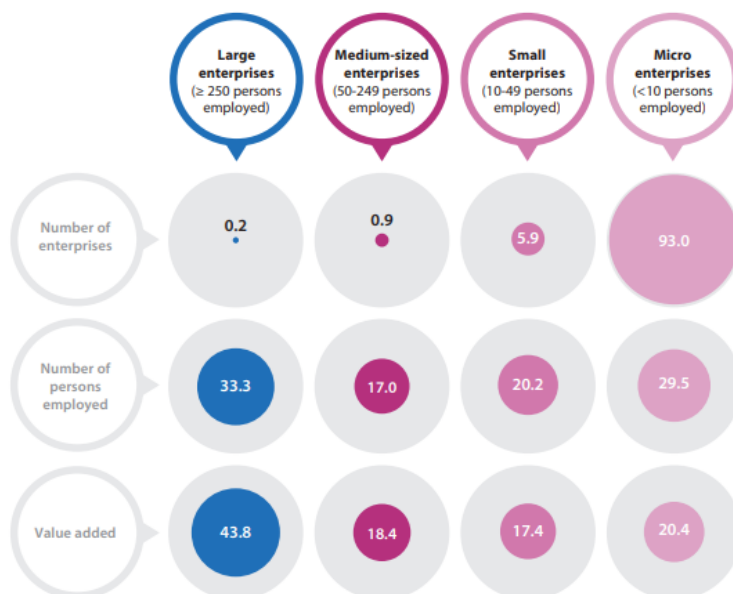 Large
enterprises
(≥ 250 persons
employed)
Medium-sized
enterprises
(50-249 persons
employed)
Small
enterprises
(10-49 persons
employed)
Micro
enterprises
(<10 persons
employed)
Number of
enterprises
0.2
0.9
5.9
93.0
Number of
persons
employed
33.3
17.0
20.2
29.5
Value added
43.8
18.4
17.4
20.4